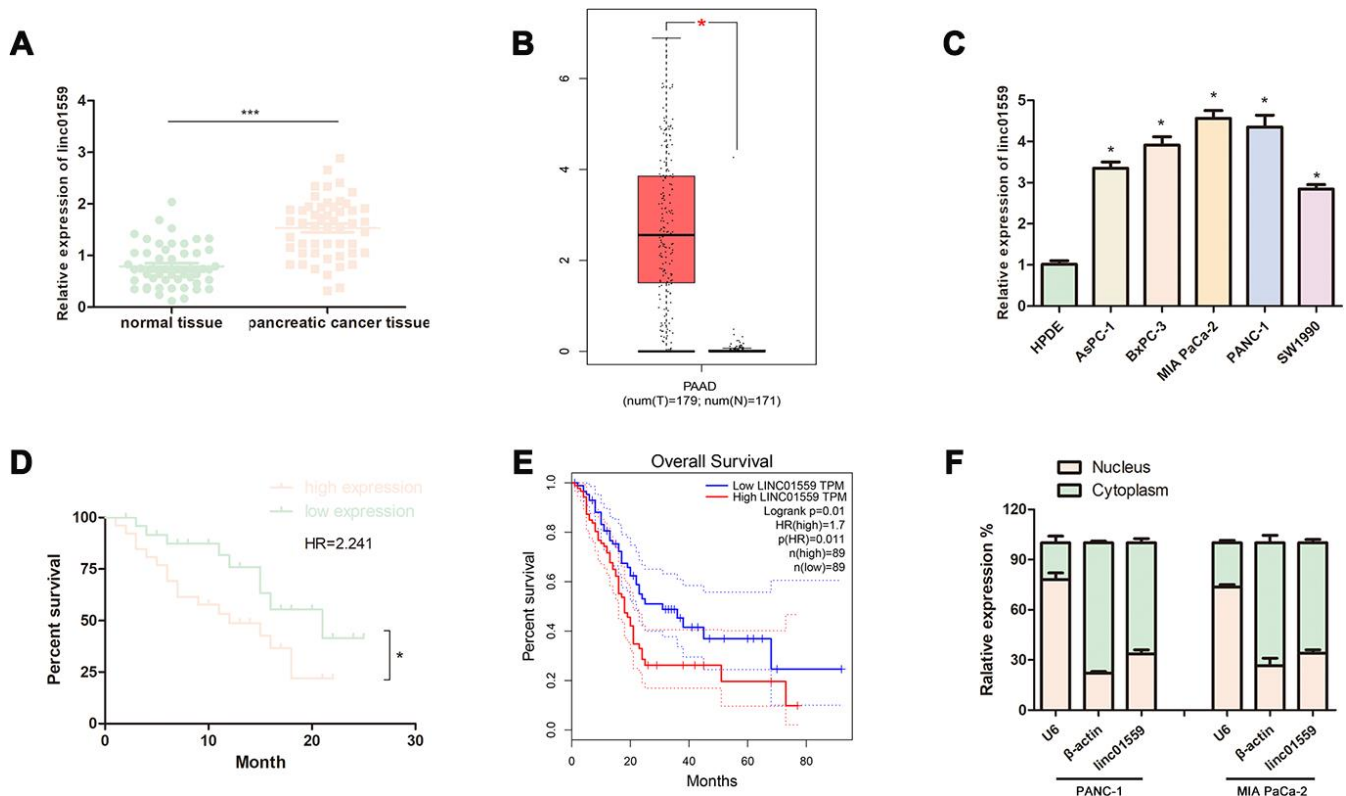 A
Relative expression of linc01559
4
3
2
1
0
***
normal tissue
pancreatic cancer tissue
B
*
6
4
2
0
PAAD
(num(T)=179; num(N)=171)
C
Relative expression of linc01559
5
4
3
2
1
0
*
*
*
*
*
HPDE
AsPC-1
BxPC-3
MIA PaCa-2
PANC-1
SW1990
D
high expression
low expression
HR=2.241
Percent survival
100
75
50
25
0
*
0
10
20
30
Month
E
Overall Survival
Low LINC01559 TPM
High LINC01559 TPM
Logrank p=0.01
HR(high)=1.7
p(HR)=0.011
n(high)=89
n(low)=89
Percent survival
1.0
0.8
0.6
0.4
0.2
0.0
0
20
40
60
80
Months
F
Nucleus
Cytoplasm
Ralative expression %
120
90
60
30
0
U6
β-actin
linc01559
U6
β-actin
linc01559
PANC-1
MIA PaCa-2